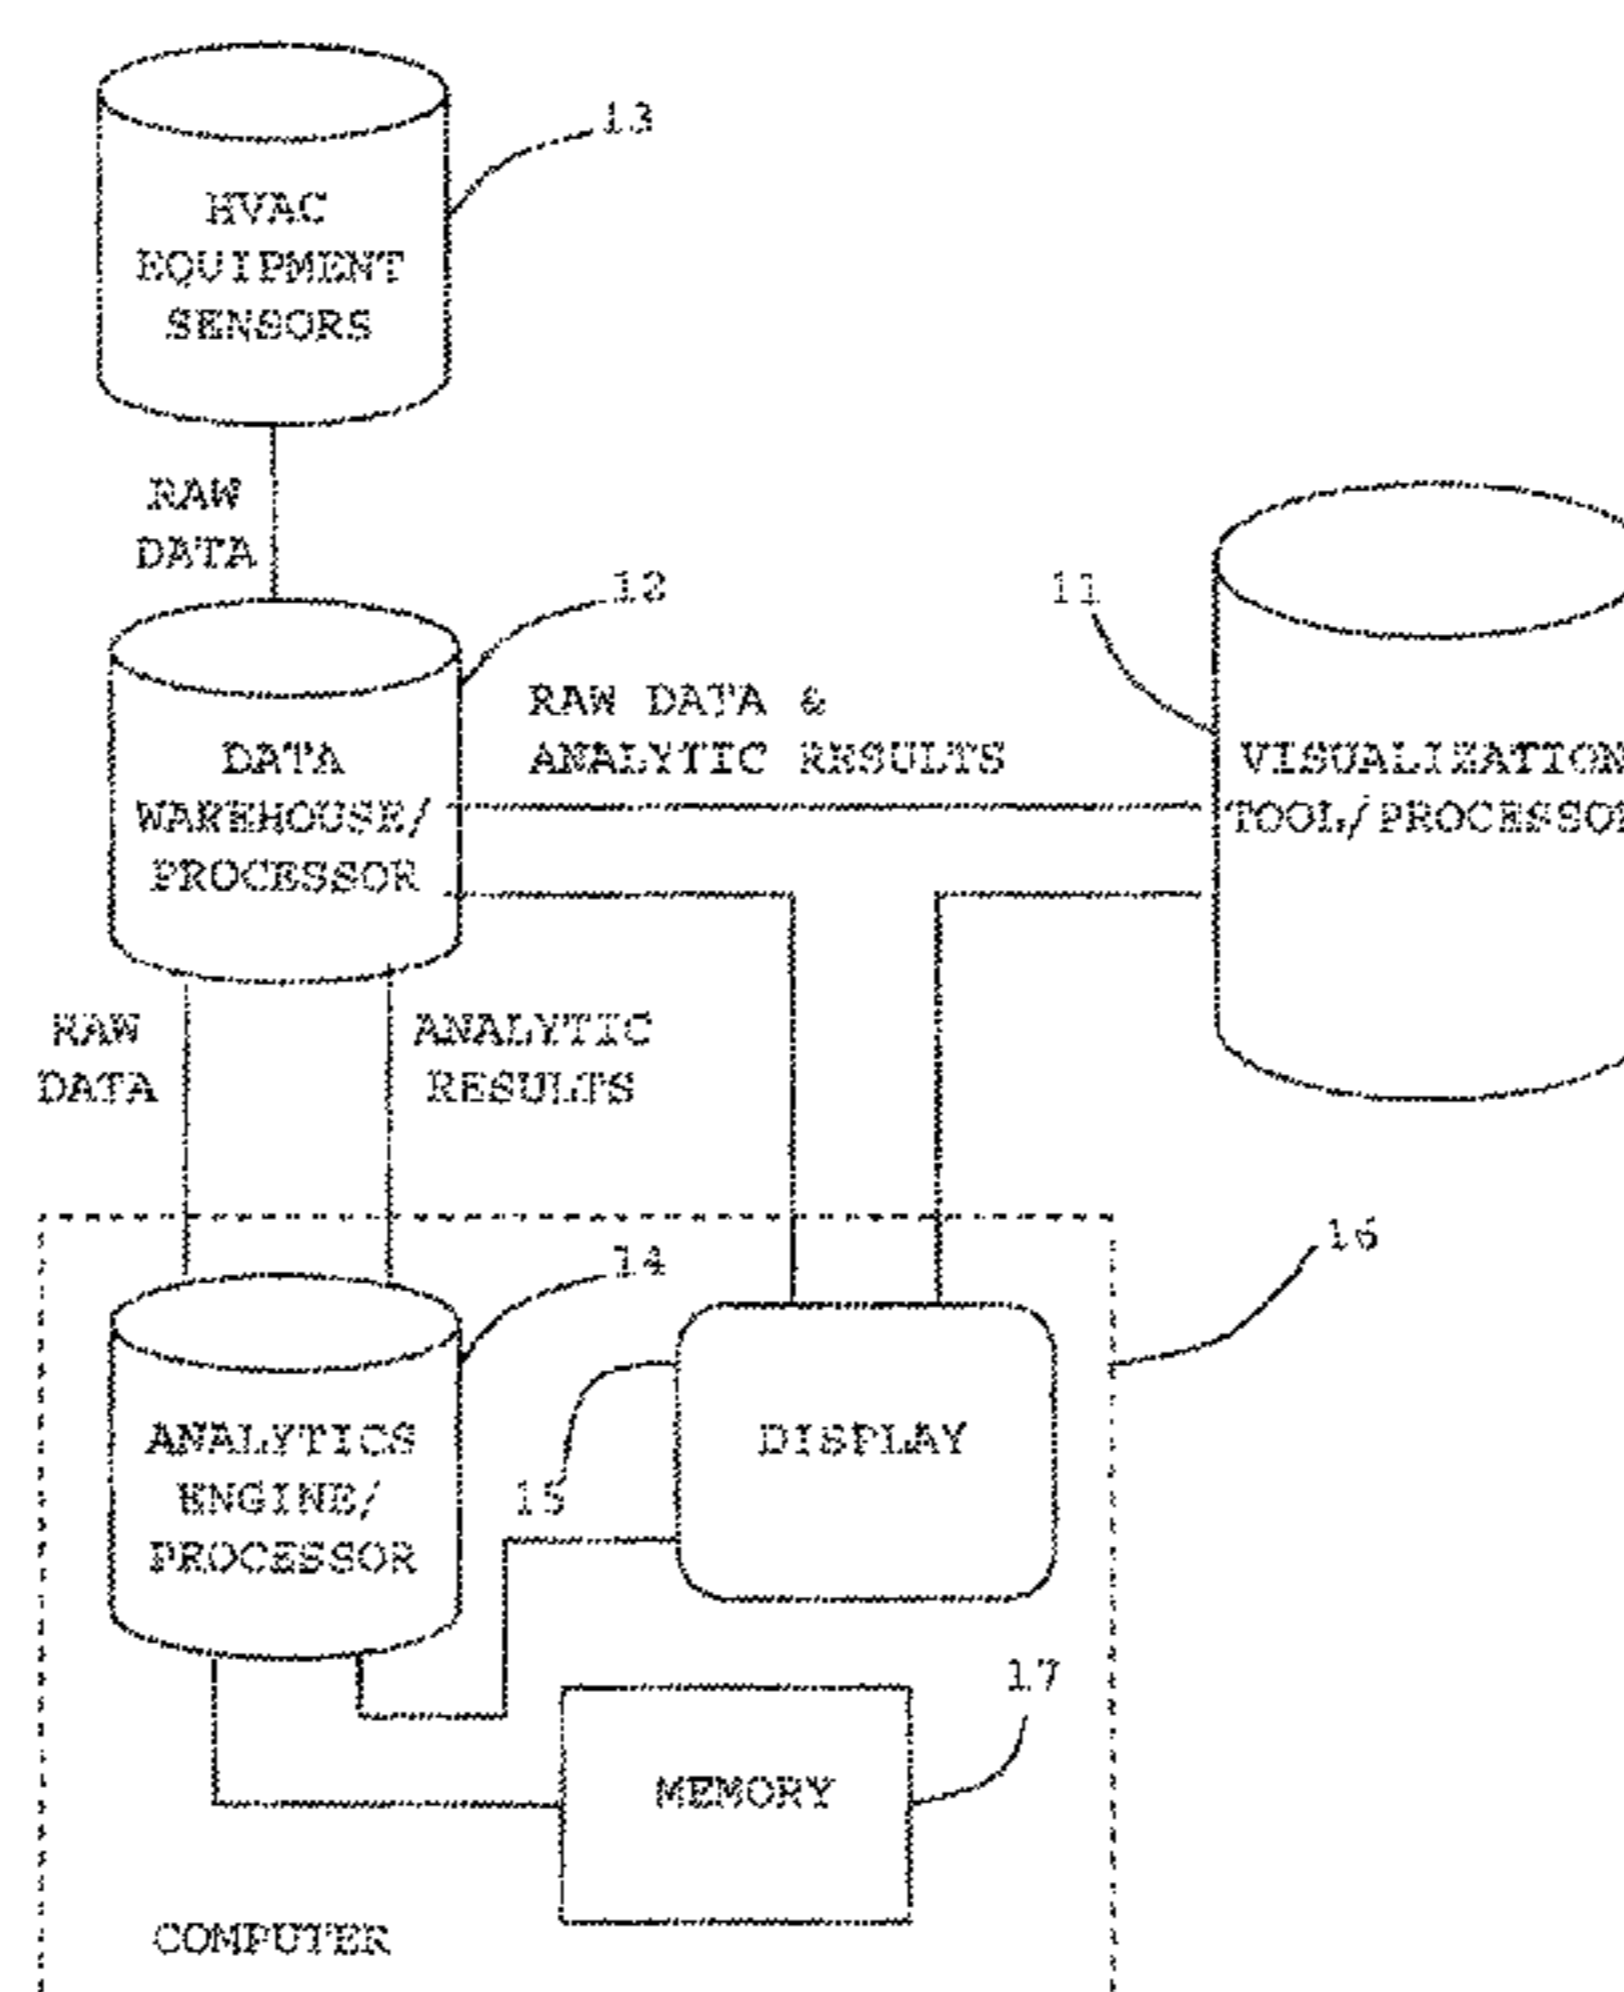 13
HVAC
EQUIPMENT
SENSORS
RAW
DATA
12
11
RAW DATA &
ANALYTIC RESULTS
DATA
WAREHOUSE/
PROCESSOR
VISUALIZATION
TOOL/PROCESSOR
RAW
DATA
ANALYTIC
RESULTS
16
14
ANALYTICS
ENGINE/
PROCESSOR
DISPLAY
15
17
MEMORY
COMPUTER